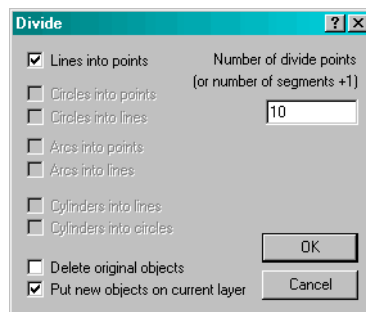 Divide
Lines into points
Number of divide points
(or number of segments +1)
10
Circles into points
Circles into lines
Arcs into points
Arcs into lines
Cylinders into lines
Cylinders into circles
Delete original objects
Put new objects on current layer
OK
Cancel